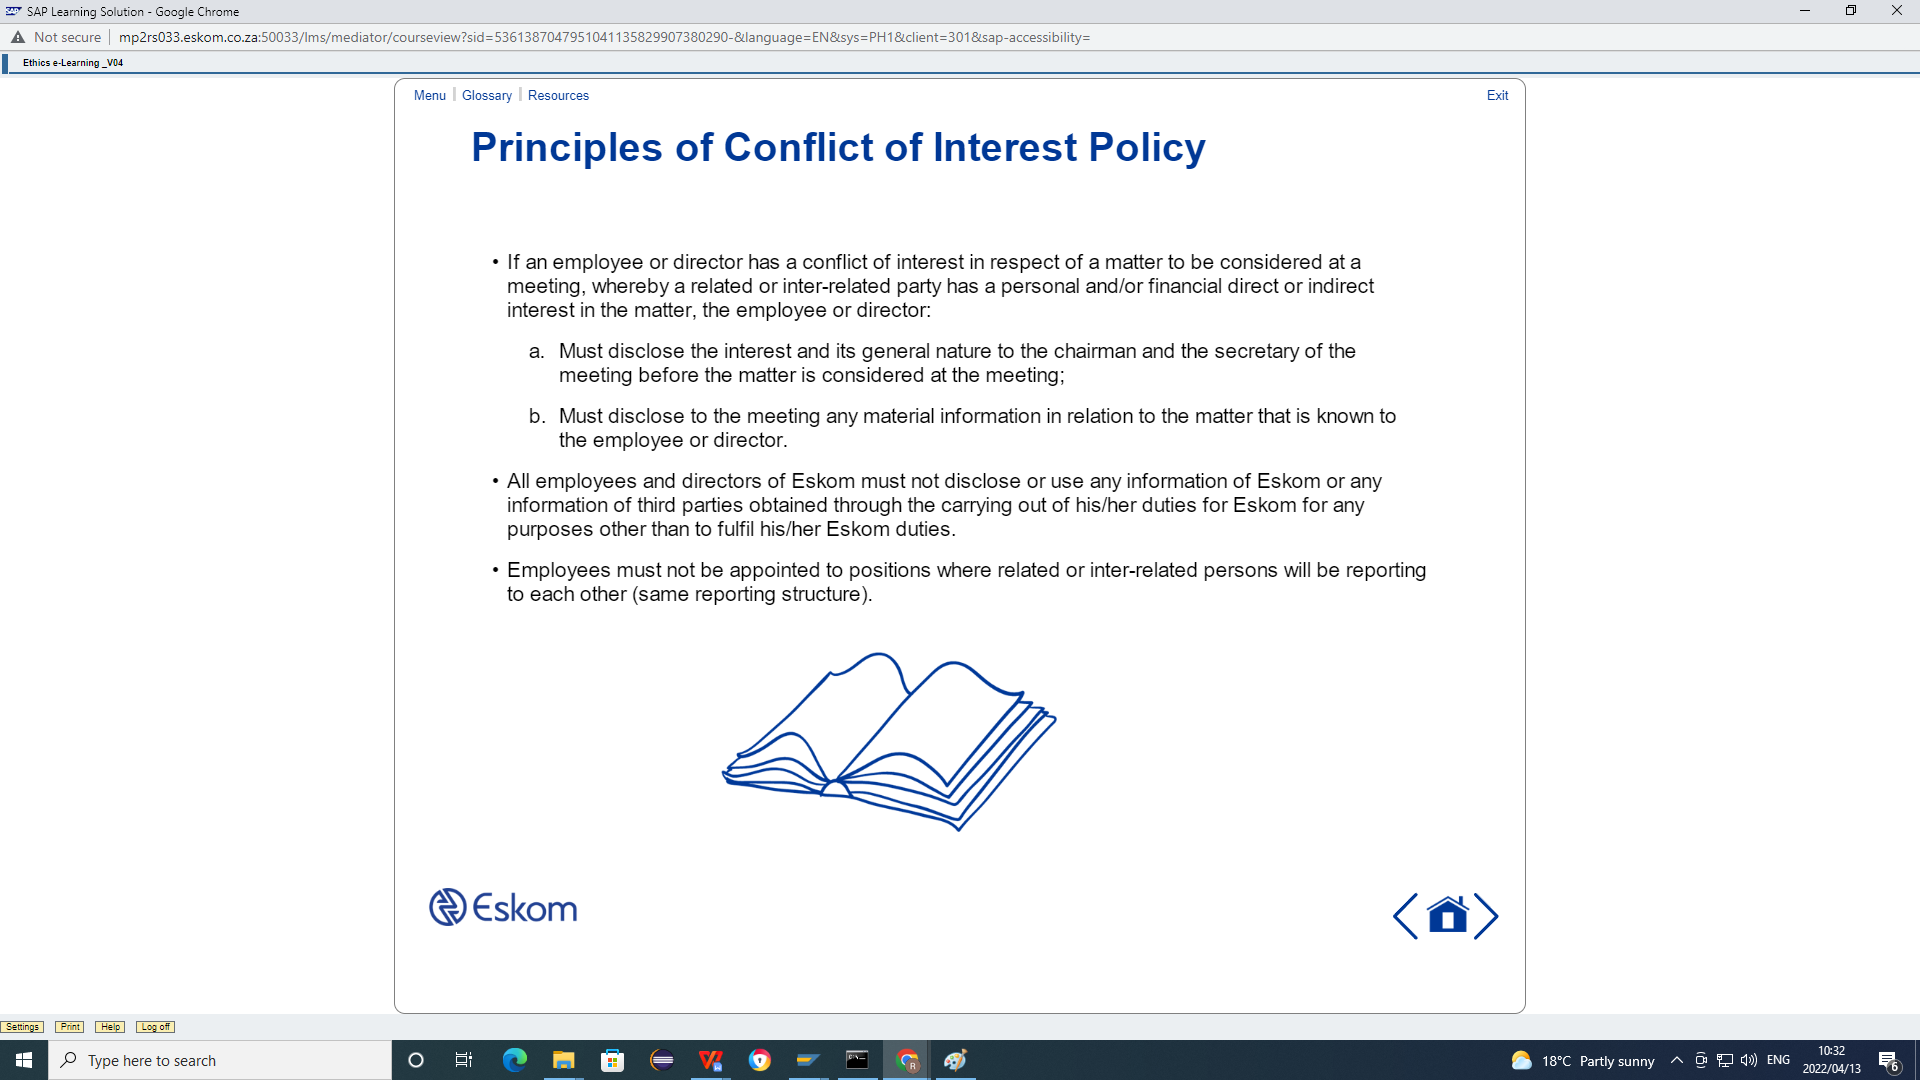 SAP Learning Solution - Google Chrome
Not secure mp2rs033.eskom.co.za:50033/lms/mediator/courseview?sid=53613870479510411358299073802 90-&language=EN&sys=PH1&client=301&sap-accessibility=
Ethics e-Learning _V04
Menu Glossary Resources Exit
Principles of Conflict of Interest Policy
• If an employee or director has a conflict of interest in respect of a matter to be considered at a
meeting, whereby a related or inter-related party has a personal and/or financial direct or indirect
interest in the matter, the employee or director:
a. Must disclose the interest and its general nature to the chairman and the secretary of the
meeting before the matter is considered at the meeting;
b. Must disclose to the meeting any material information in relation to the matter that is known to
the employee or director.
• All employees and directors of Eskom must not disclose or use any information of Eskom or any
information of third parties obtained through the carrying out of his/her duties for Eskom for any
purposes other than to fulfil his/her Eskom duties.
• Employees must not be appointed to positions where related or inter-related persons will be reporting
to each other (same reporting structure).
Eskom
Settings Print Help Log off
Type here to search
18°C Partly sunny
ENG
10:32
2022/04/13
6